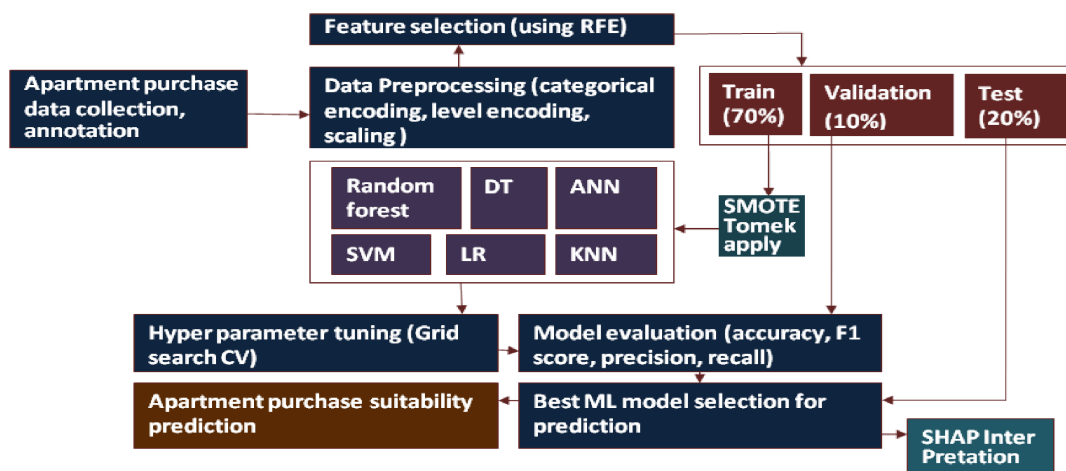 Feature selection (using RFE)
Apartment purchase
data collection,
annotation
Data Preprocessing (categorical
encoding, level encoding,
scaling )
Train
(70%)
Validation
(10%)
Test
(20%)
Random
forest
DT
ANN
SVM
LR
KNN
SMOTE
Tomek
apply
Hyper parameter tuning (Grid
search CV)
Model evaluation (accuracy, F1
score, precision, recall)
Apartment purchase suitability
prediction
Best ML model selection for
prediction
SHAP Inter
Pretation